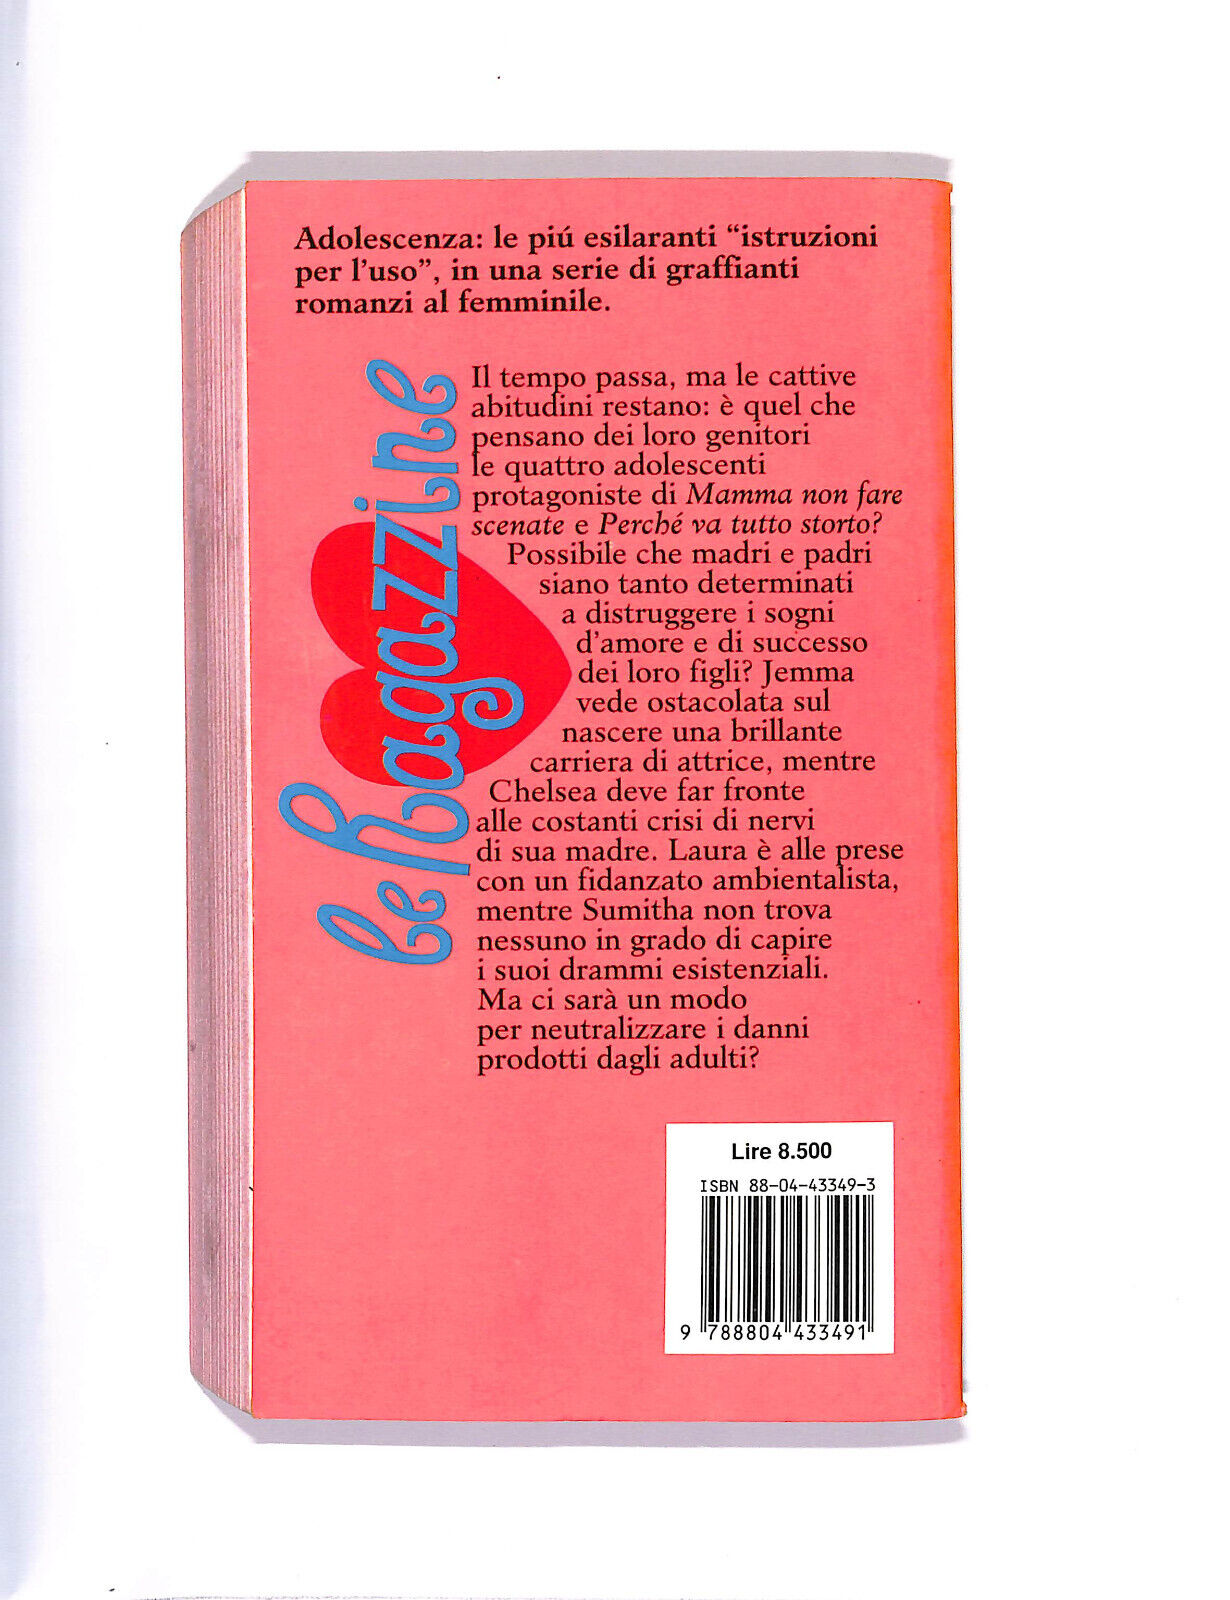 Adolescenza: le piú esilaranti “istruzioni
per l’uso”, in una serie di graffianti
romanzi al femminile.
le Ragazzine
Il tempo passa, ma le cattive
abitudini restano: è quel che
pensano dei loro genitori
le quattro adolescenti
protagoniste di Mamma non fare
scenate e Perché va tutto storto?
Possibile che madri e padri
siano tanto determinati
a distruggere i sogni
d’amore e di successo
dei loro figli? Jemma
vede ostacolata sul
nascere una brillante
carriera di attrice, mentre
Chelsea deve far fronte
alle costanti crisi di nervi
di sua madre. Laura è alle prese
con un fidanzato ambientalista,
mentre Sumitha non trova
nessuno in grado di capire
i suoi drammi esistenziali.
Ma ci sarà un modo
per neutralizzare i danni
prodotti dagli adulti?
Lire 8.500
ISBN 88-04-43349-3
9 788804 433491